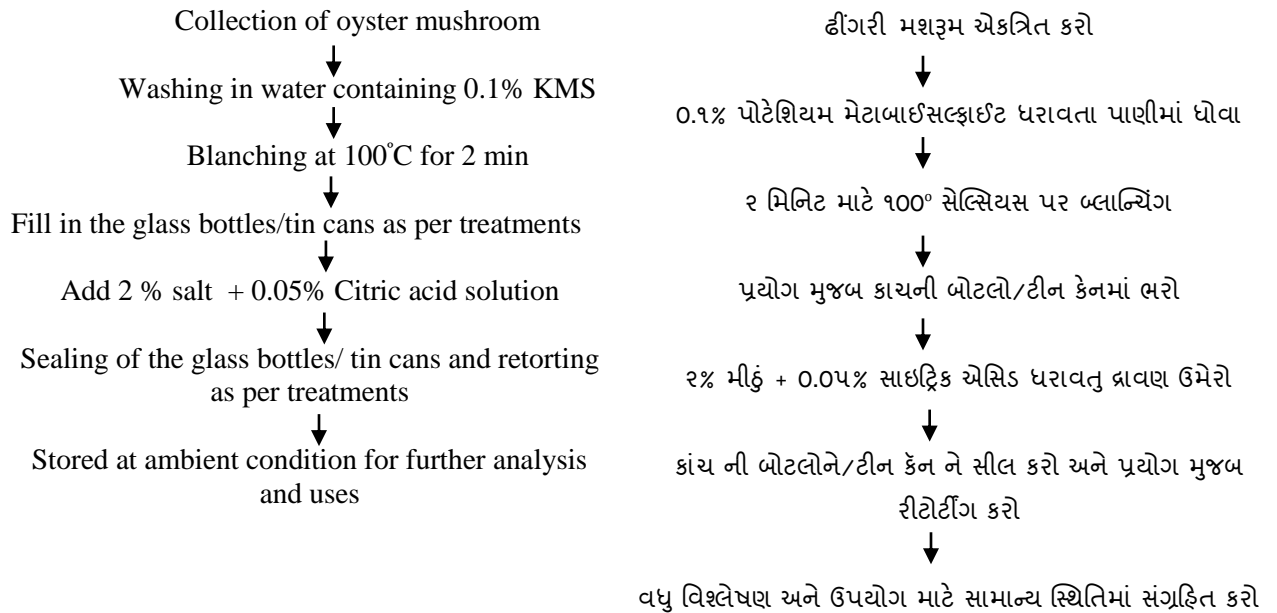 Collection of oyster mushroom
Washing in water containing 0.1% KMS
Blanching at 100°C for 2 min
Fill in the glass bottles/tin cans as per treatments
Add 2 % salt + 0.05% Citric acid solution
Sealing of the glass bottles/ tin cans and retorting
as per treatments
Stored at ambient condition for further analysis
and uses
ઢીંગરી મશરૂમ એકત્રિત કરો
૦.૧% પોટેશિયમ મેટાબાઈસલ્ફાઈટ ધરાવતા પાણીમાં ધોવા
૨ મિનિટ માટે ૧૦૦° સેલ્સિયસ પર બ્લાન્ચિંગ
પ્રયોગ મુજબ કાચની બોટલો/ટીન કેનમાં ભરો
૨% મીઠું + ૦.૦૫% સાઇટ્રિક એસિડ ધરાવતુ દ્રાવણ ઉમેરો
કાંચ ની બોટલોને/ટીન કૅન ને સીલ કરો અને પ્રયોગ મુજબ
રીટોર્ટીંગ કરો
વધુ વિશ્લેષણ અને ઉપયોગ માટે સામાન્ય સ્થિતિમાં સંગ્રહિત કરો